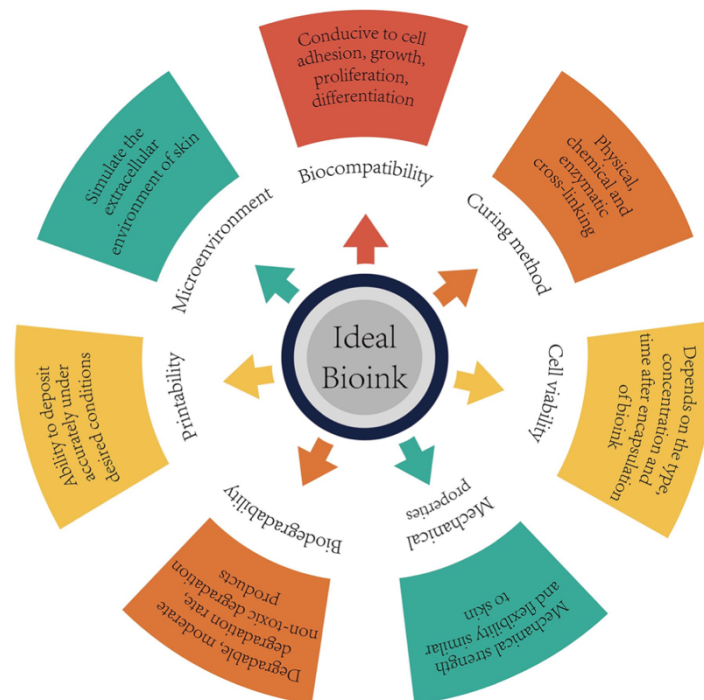 Conducive to cell
adhesion, growth,
proliferation,
differentiation
Biocompatibility
Physical,
chemical and
enzymatic
cross-linking
Curing method
Depends on the type,
concentration and
time after encapsulation
of bioink
Cell viability
Mechanical strength
and flexibility similar
to skin
Mechanical
properties
Degradable, moderate
degradation rate,
non-toxic degradation
products
Biodegradability
Ability to deposit
accurately under
desired conditions
Printability
Simulate the
extracellular
environment of skin
Microenvironment
Ideal
Bioink